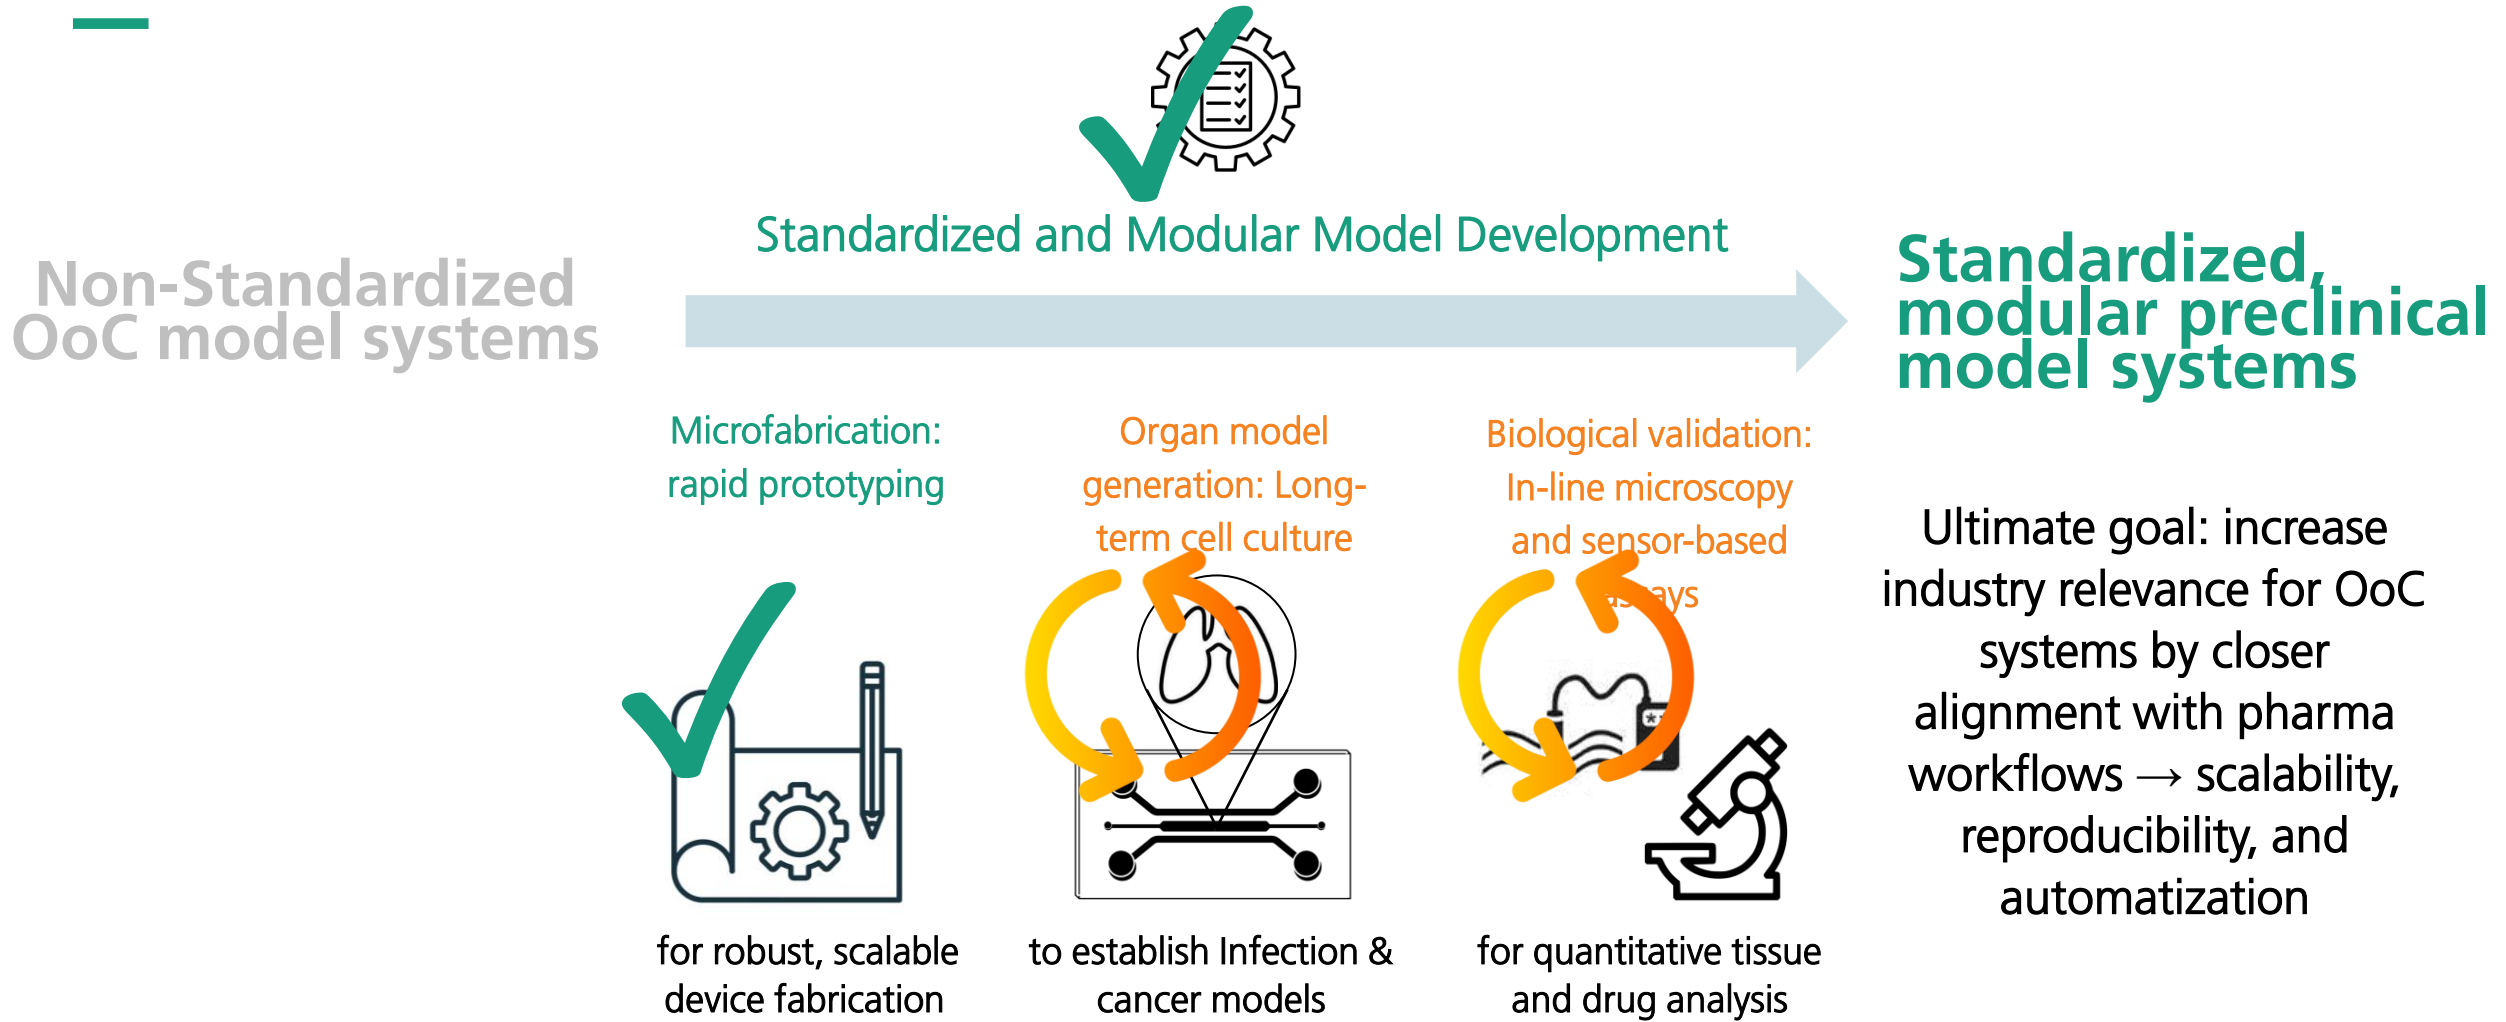 Standardized and Modular Model Development
Non-Standardized
OoC model systems
Standardized,
modular preclinical
model systems
Microfabrication:
rapid prototyping
Organ model
generation: Long-
term cell culture
Biological validation:
In-line microscopy
and sensor-based
assays
Ultimate goal: increase
industry relevance for OoC
systems by closer
alignment with pharma
workflows → scalability,
reproducibility, and
automatization
for robust, scalable
device fabrication
to establish Infection &
cancer models
for quantitative tissue
and drug analysis